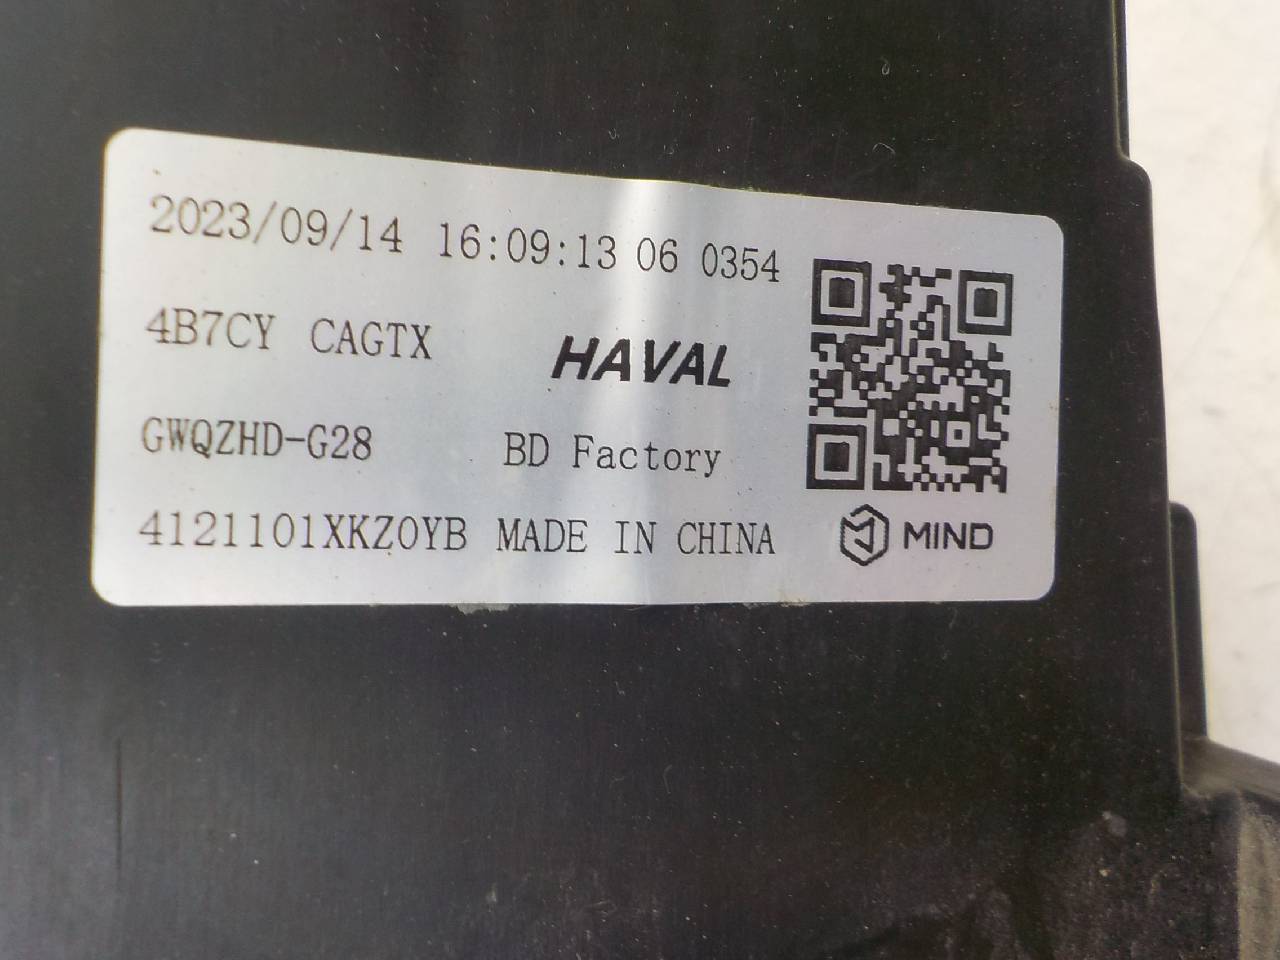 2023/09/14 16:09:13 06 0354
4B7CY CAGTX HAVAL
GWQZHD-G28 BD Factory
4121101XKZ0YB MADE IN CHINA MIND